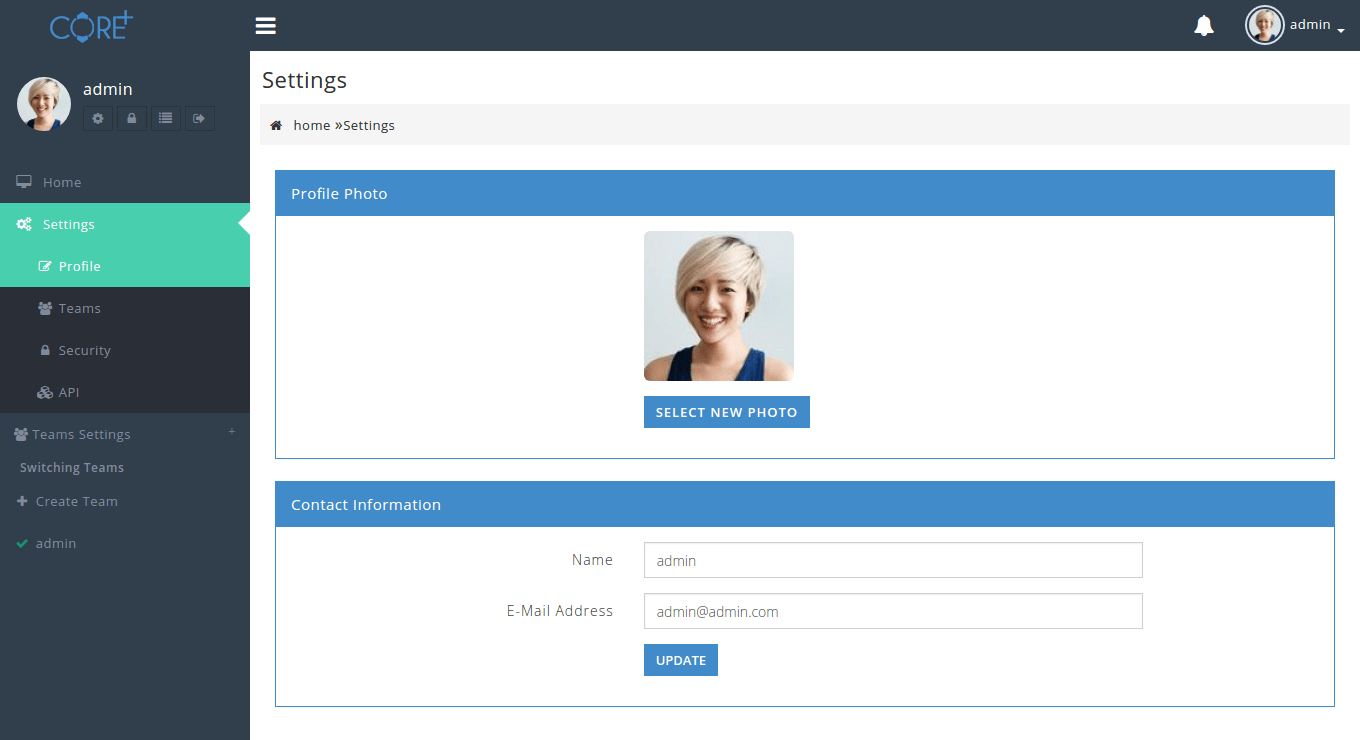 CORE+
admin
admin
Settings
home »Settings
Home
Settings
Profile
Teams
Security
API
Teams Settings +
Switching Teams
Create Team
admin
Profile Photo
SELECT NEW PHOTO
Contact Information
Name admin
E-Mail Address admin@admin.com
UPDATE